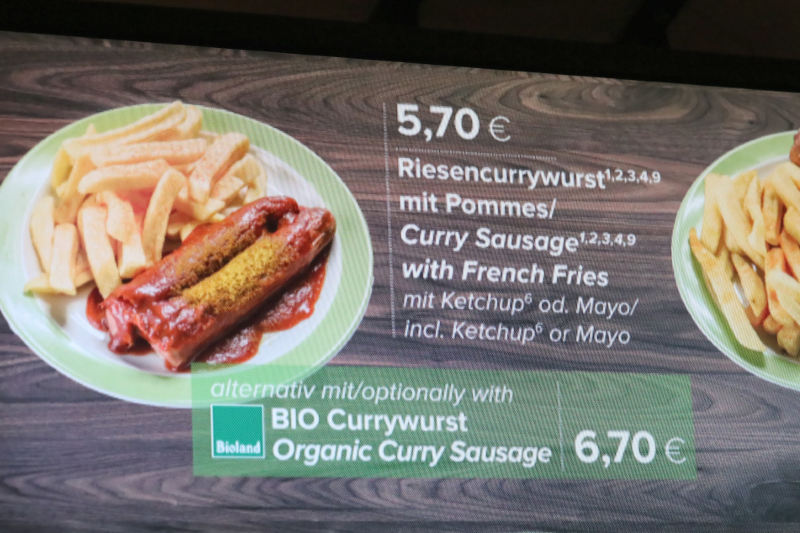 5,70 €
Riesencurrywurst1,2,3,4,9
mit Pommes/
Curry Sausage1,2,3,4,9
with French Fries
mit Ketchup6 od. Mayo/
incl. Ketchup6 or Mayo
alternativ mit/optionally with
Bioland
BIO Currywurst
Organic Curry Sausage
6,70 €